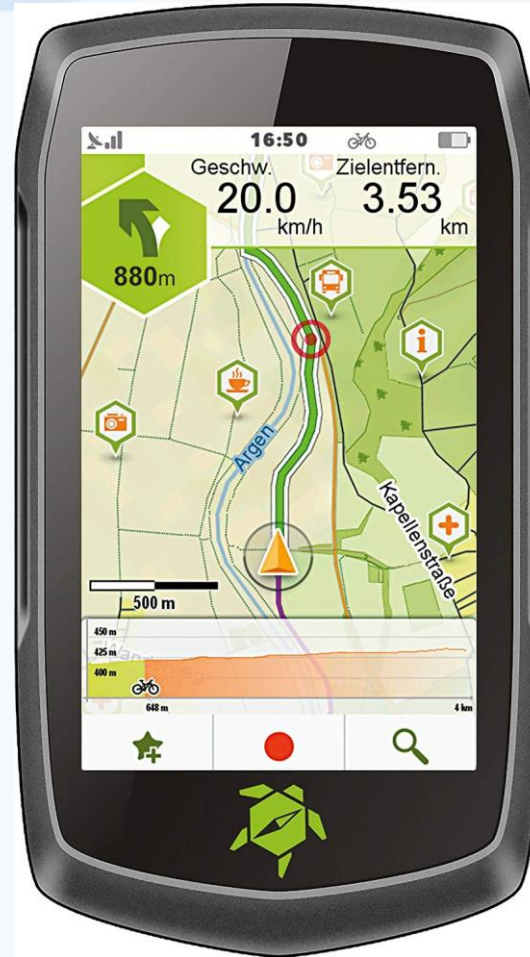 16:50
Geschw.
20.0
km/h
Zielentfern.
3.53
km
880m
i
Argen
Kapellenstraße
500 m
450 m
425 m
Wanderweg
400 m
648 m
4 km